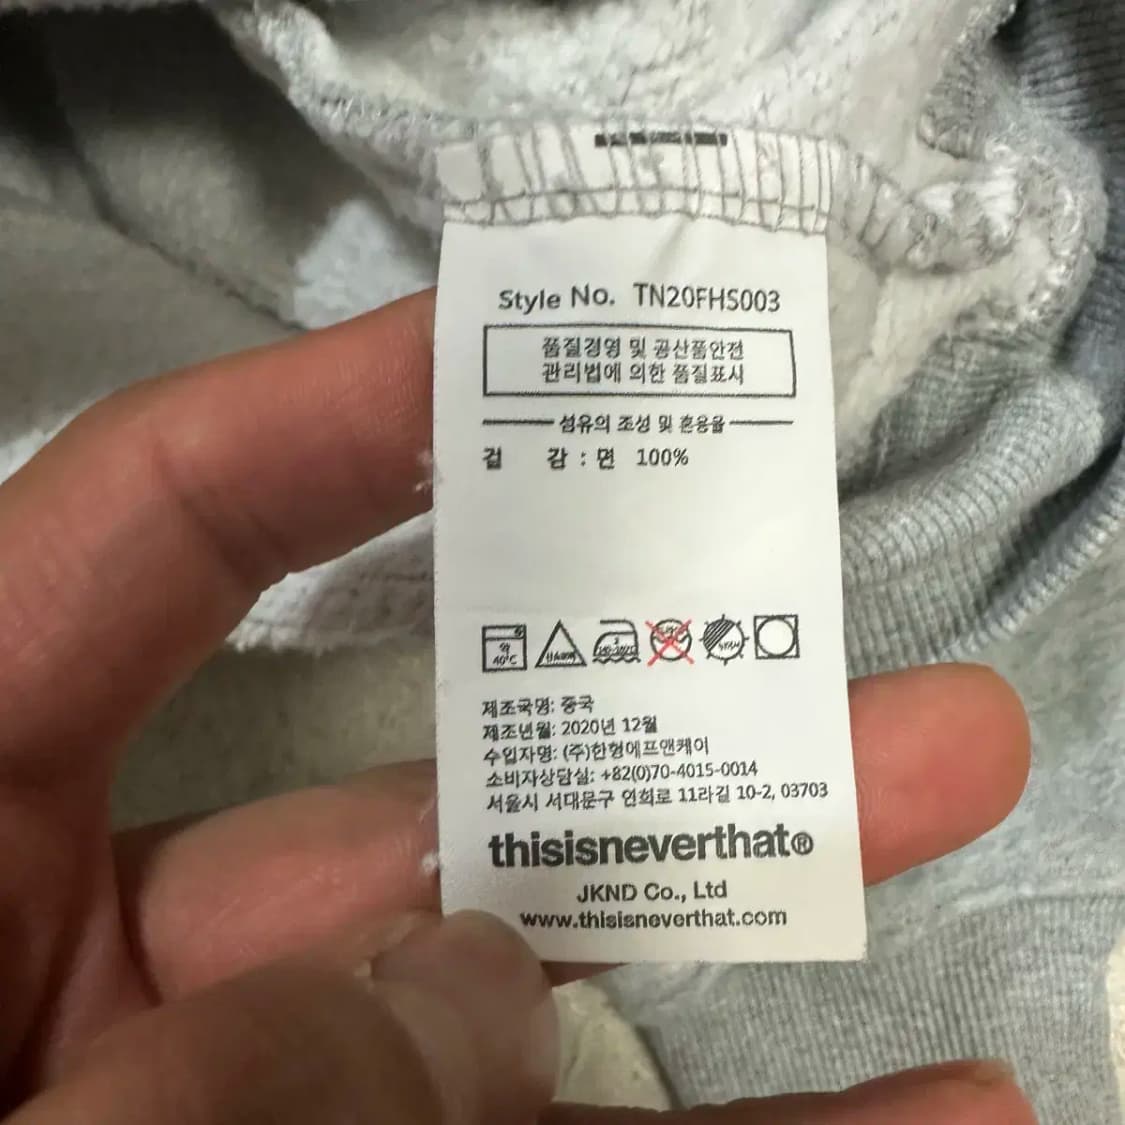 Style No. TN20FHS003
품질경영 및 공산품안전
관리법에 의한 품질표시
섬유의 조성 및 혼용율
겉 감 : 면 100%
약
40°C
제조국명: 중국
제조년월: 2020년 12월
수입자명: (주)한형에프앤케이
소비자상담실: +82(0)70-4015-0014
서울시 서대문구 연희로 11라길 10-2, 03703
thisisneverthat®
JKND Co., Ltd
www.thisisneverthat.com